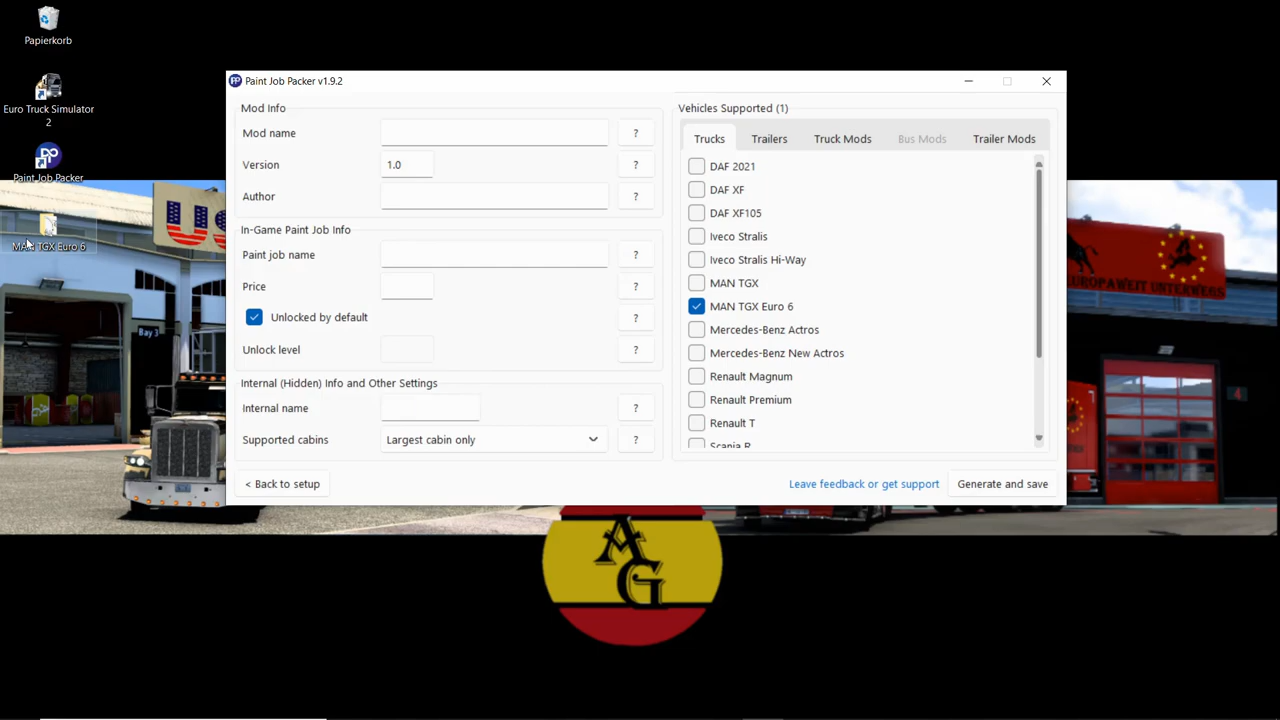 Papierkorb
Euro Truck Simulator
2
Paint Job Packer
MAN TGX Euro 6
US
Bay 3
Paint Job Packer v1.9.2
Mod Info
Mod name ?
Version 1.0 ?
Author ?
In-Game Paint Job Info
Paint job name ?
Price ?
Unlocked by default ?
Unlock level ?
Internal (Hidden) Info and Other Settings
Internal name ?
Supported cabins Largest cabin only ?
< Back to setup
Vehicles Supported (1)
Trucks Trailers Truck Mods Bus Mods Trailer Mods
DAF 2021
DAF XF
DAF XF105
Iveco Stralis
Iveco Stralis Hi-Way
MAN TGX
MAN TGX Euro 6
Mercedes-Benz Actros
Mercedes-Benz New Actros
Renault Magnum
Renault Premium
Renault T
Scania R
Leave feedback or get support Generate and save
EUROPAWEIT UNTERWEGS
4
A
G